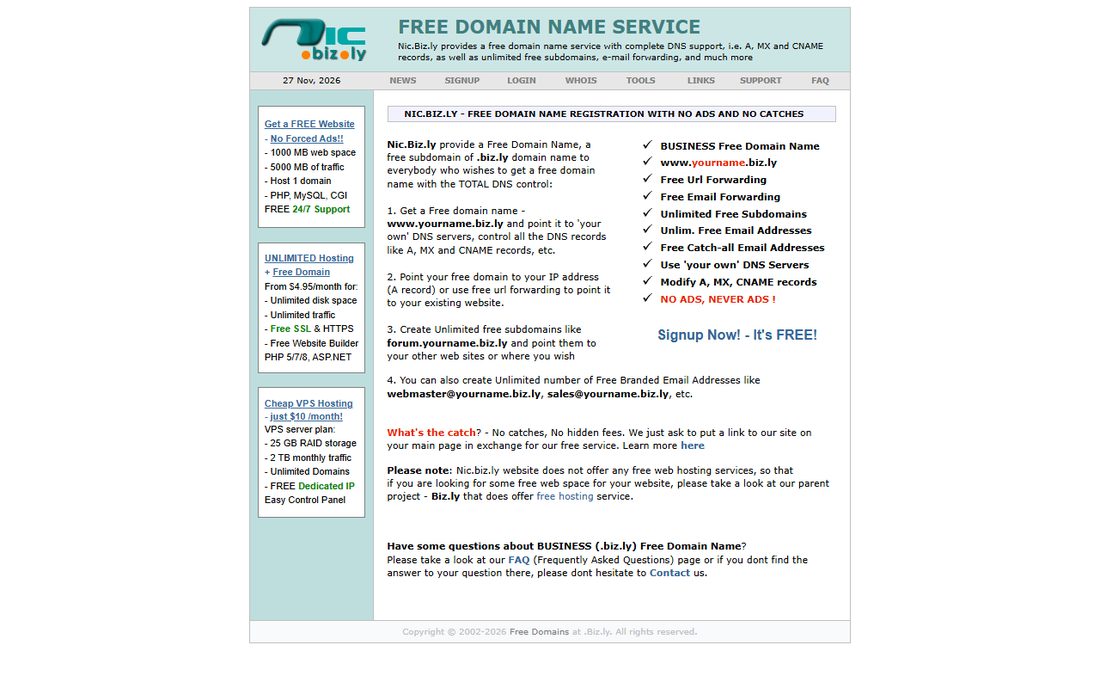 NIC
.biz.ly
FREE DOMAIN NAME SERVICE
Nic.Biz.ly provides a free domain name service with complete DNS support, i.e. A, MX and CNAME
records, as well as unlimited free subdomains, e-mail forwarding, and much more
27 Nov, 2026
NEWS SIGNUP LOGIN WHOIS TOOLS LINKS SUPPORT FAQ
Get a FREE Website
- No Forced Ads!!
- 1000 MB web space
- 5000 MB of traffic
- Host 1 domain
- PHP, MySQL, CGI
FREE 24/7 Support
UNLIMITED Hosting
+ Free Domain
From $4.95/month for:
- Unlimited disk space
- Unlimited traffic
- Free SSL & HTTPS
- Free Website Builder
PHP 5/7/8, ASP.NET
Cheap VPS Hosting
- just $10 /month!
VPS server plan:
- 25 GB RAID storage
- 2 TB monthly traffic
- Unlimited Domains
- FREE Dedicated IP
Easy Control Panel
NIC.BIZ.LY - FREE DOMAIN NAME REGISTRATION WITH NO ADS AND NO CATCHES
Nic.Biz.ly provide a Free Domain Name, a
free subdomain of .biz.ly domain name to
everybody who wishes to get a free domain
name with the TOTAL DNS control:
1. Get a Free domain name -
www.yourname.biz.ly and point it to 'your
own' DNS servers, control all the DNS records
like A, MX and CNAME records, etc.
2. Point your free domain to your IP address
(A record) or use free url forwarding to point it
to your existing website.
3. Create Unlimited free subdomains like
forum.yourname.biz.ly and point them to
your other web sites or where you wish
✓ BUSINESS Free Domain Name
✓ www.yourname.biz.ly
✓ Free Url Forwarding
✓ Free Email Forwarding
✓ Unlimited Free Subdomains
✓ Unlim. Free Email Addresses
✓ Free Catch-all Email Addresses
✓ Use 'your own' DNS Servers
✓ Modify A, MX, CNAME records
✓ NO ADS, NEVER ADS !
Signup Now! - It's FREE!
4. You can also create Unlimited number of Free Branded Email Addresses like
webmaster@yourname.biz.ly, sales@yourname.biz.ly, etc.
What's the catch? - No catches, No hidden fees. We just ask to put a link to our site on
your main page in exchange for our free service. Learn more here
Please note: Nic.biz.ly website does not offer any free web hosting services, so that
if you are looking for some free web space for your website, please take a look at our parent
project - Biz.ly that does offer free hosting service.
Have some questions about BUSINESS (.biz.ly) Free Domain Name?
Please take a look at our FAQ (Frequently Asked Questions) page or if you dont find the
answer to your question there, please dont hesitate to Contact us.
Copyright © 2002-2026 Free Domains at .Biz.ly. All rights reserved.